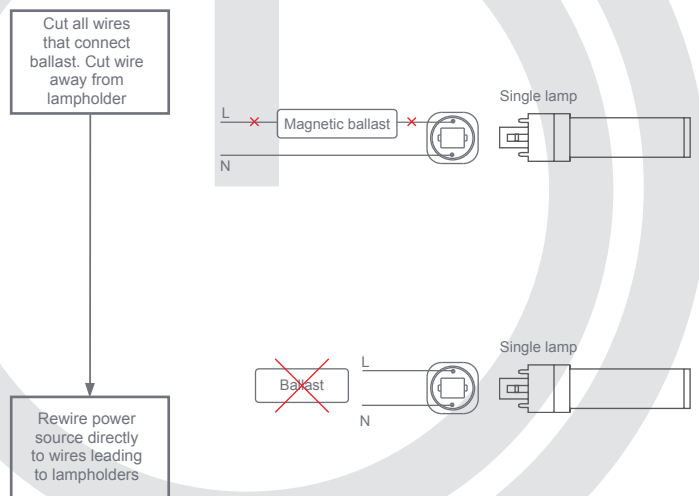 Cut all wires
that connect
ballast. Cut wire
away from
lampholder
Single lamp
L
Magnetic ballast
N
Single lamp
L
Ballast
N
Rewire power
source directly
to wires leading
to lampholders